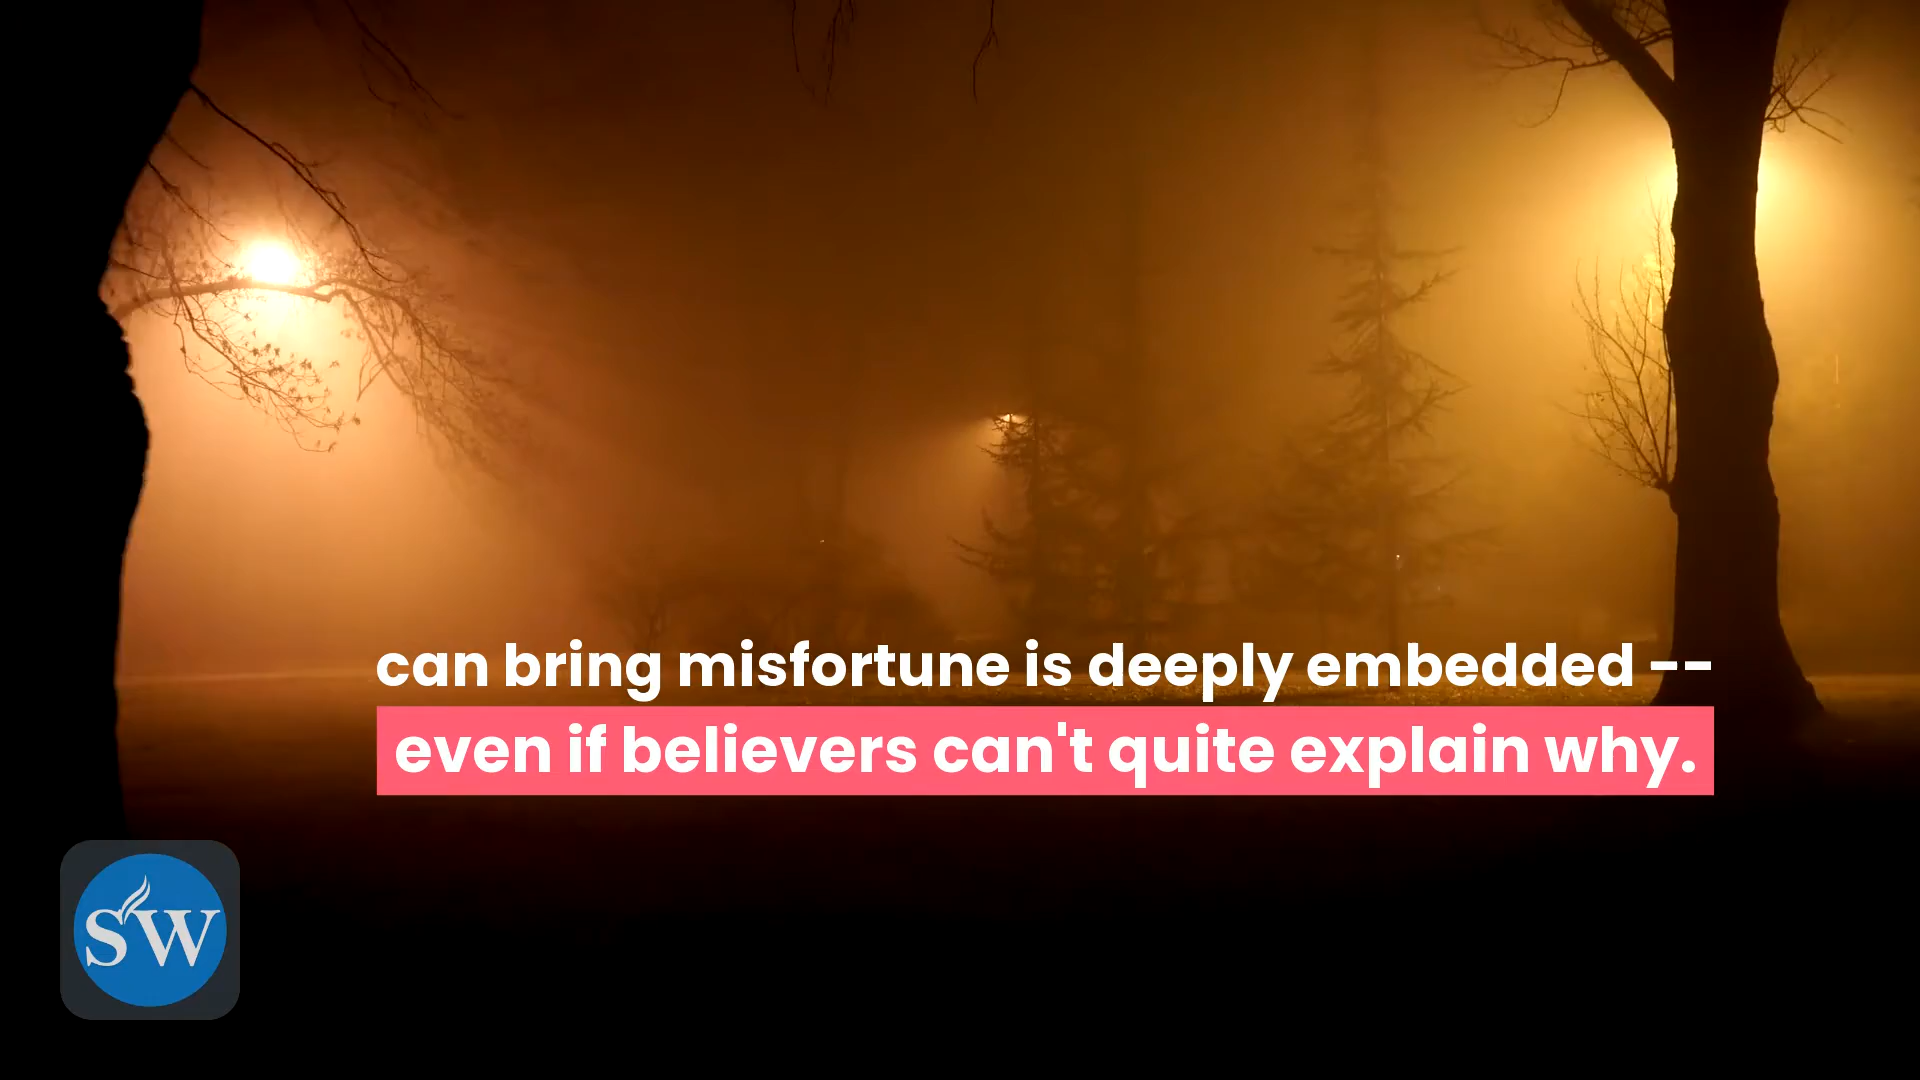 can bring misfortune is deeply embedded --
even if believers can't quite explain why.
SW